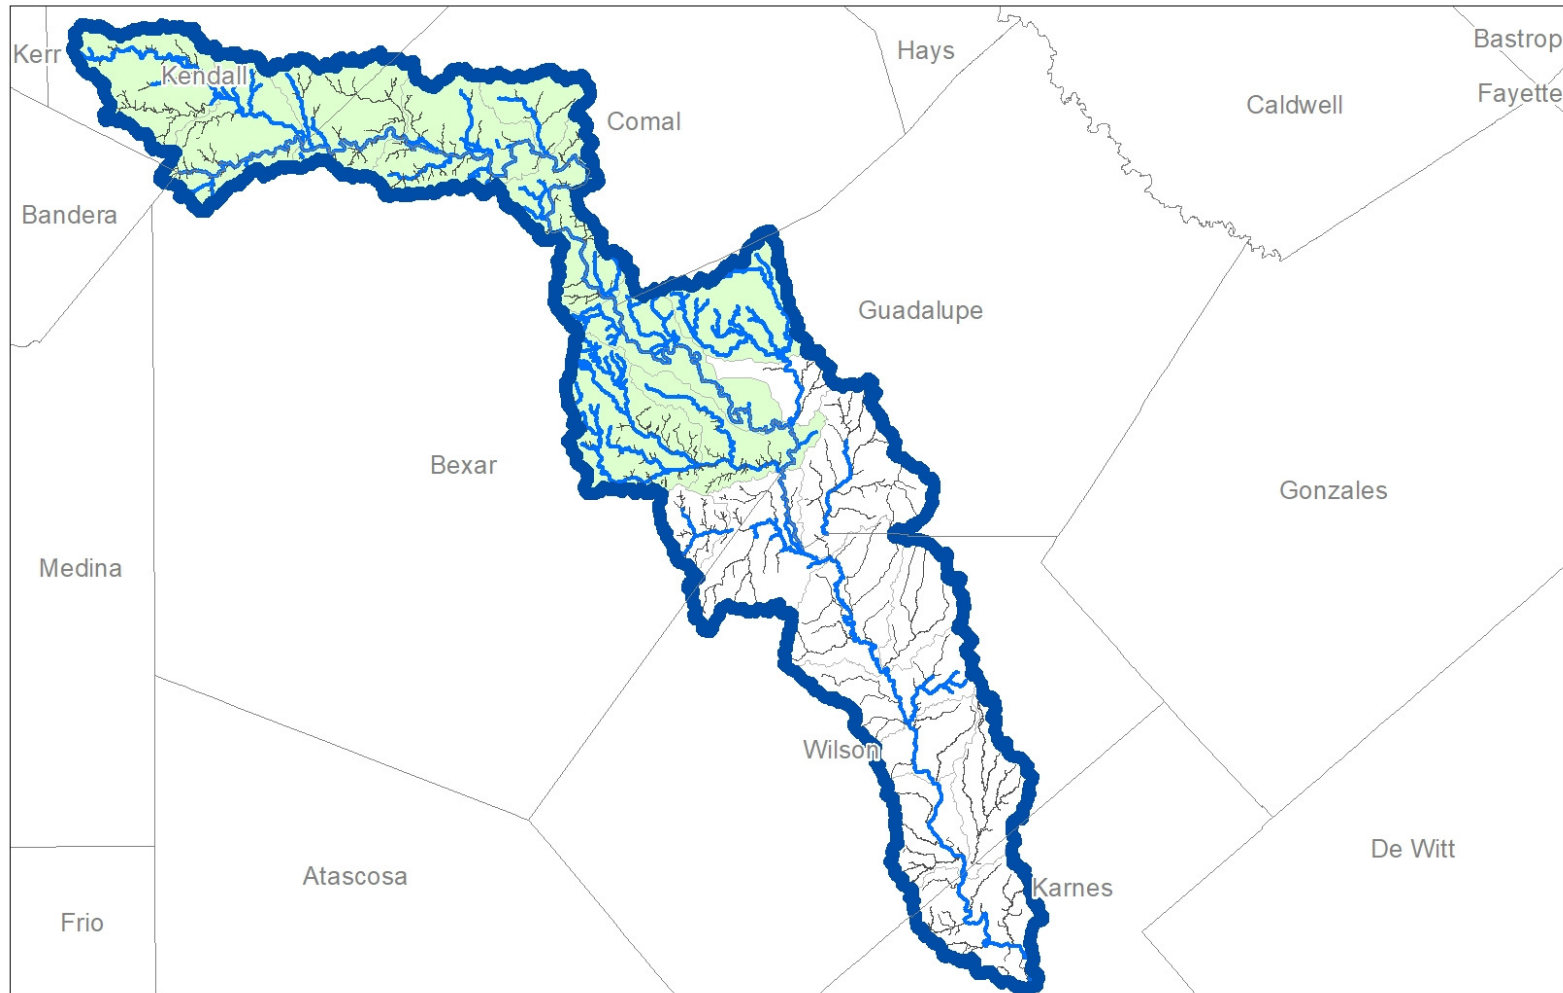 Bastrop
Hays
Kerr
Kendall
Fayette
Caldwell
Comal
Bandera
Guadalupe
Bexar
Gonzales
Medina
Wilson
De Witt
Atascosa
Karnes
Frio